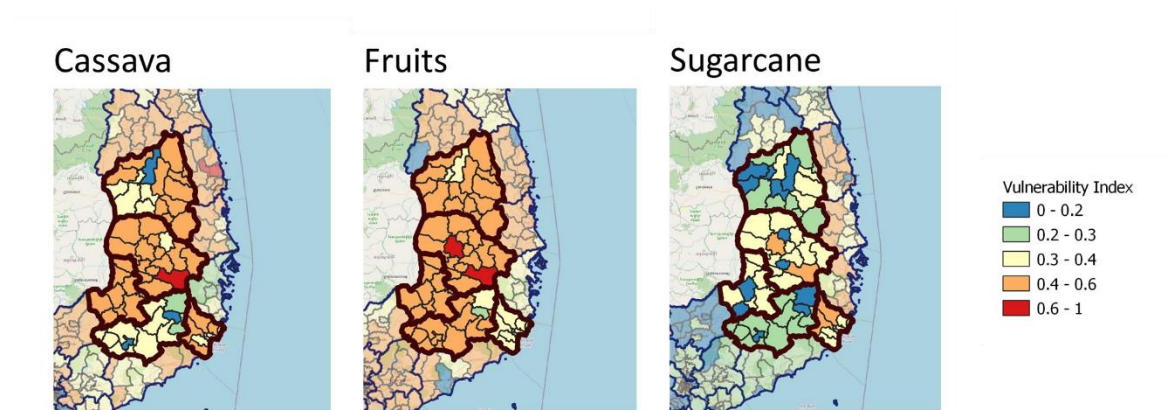 Cassava
Fruits
Sugarcane
Vulnerability Index
0 - 0.2
0.2 - 0.3
0.3 - 0.4
0.4 - 0.6
0.6 - 1